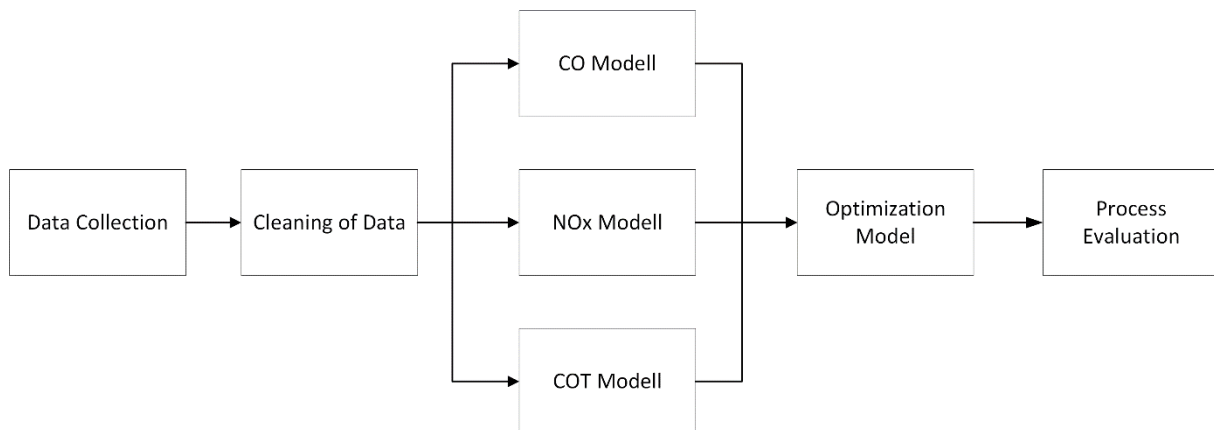 CO Modell
Data Collection
Cleaning of Data
NOx Modell
Optimization
Model
Process
Evaluation
COT Modell